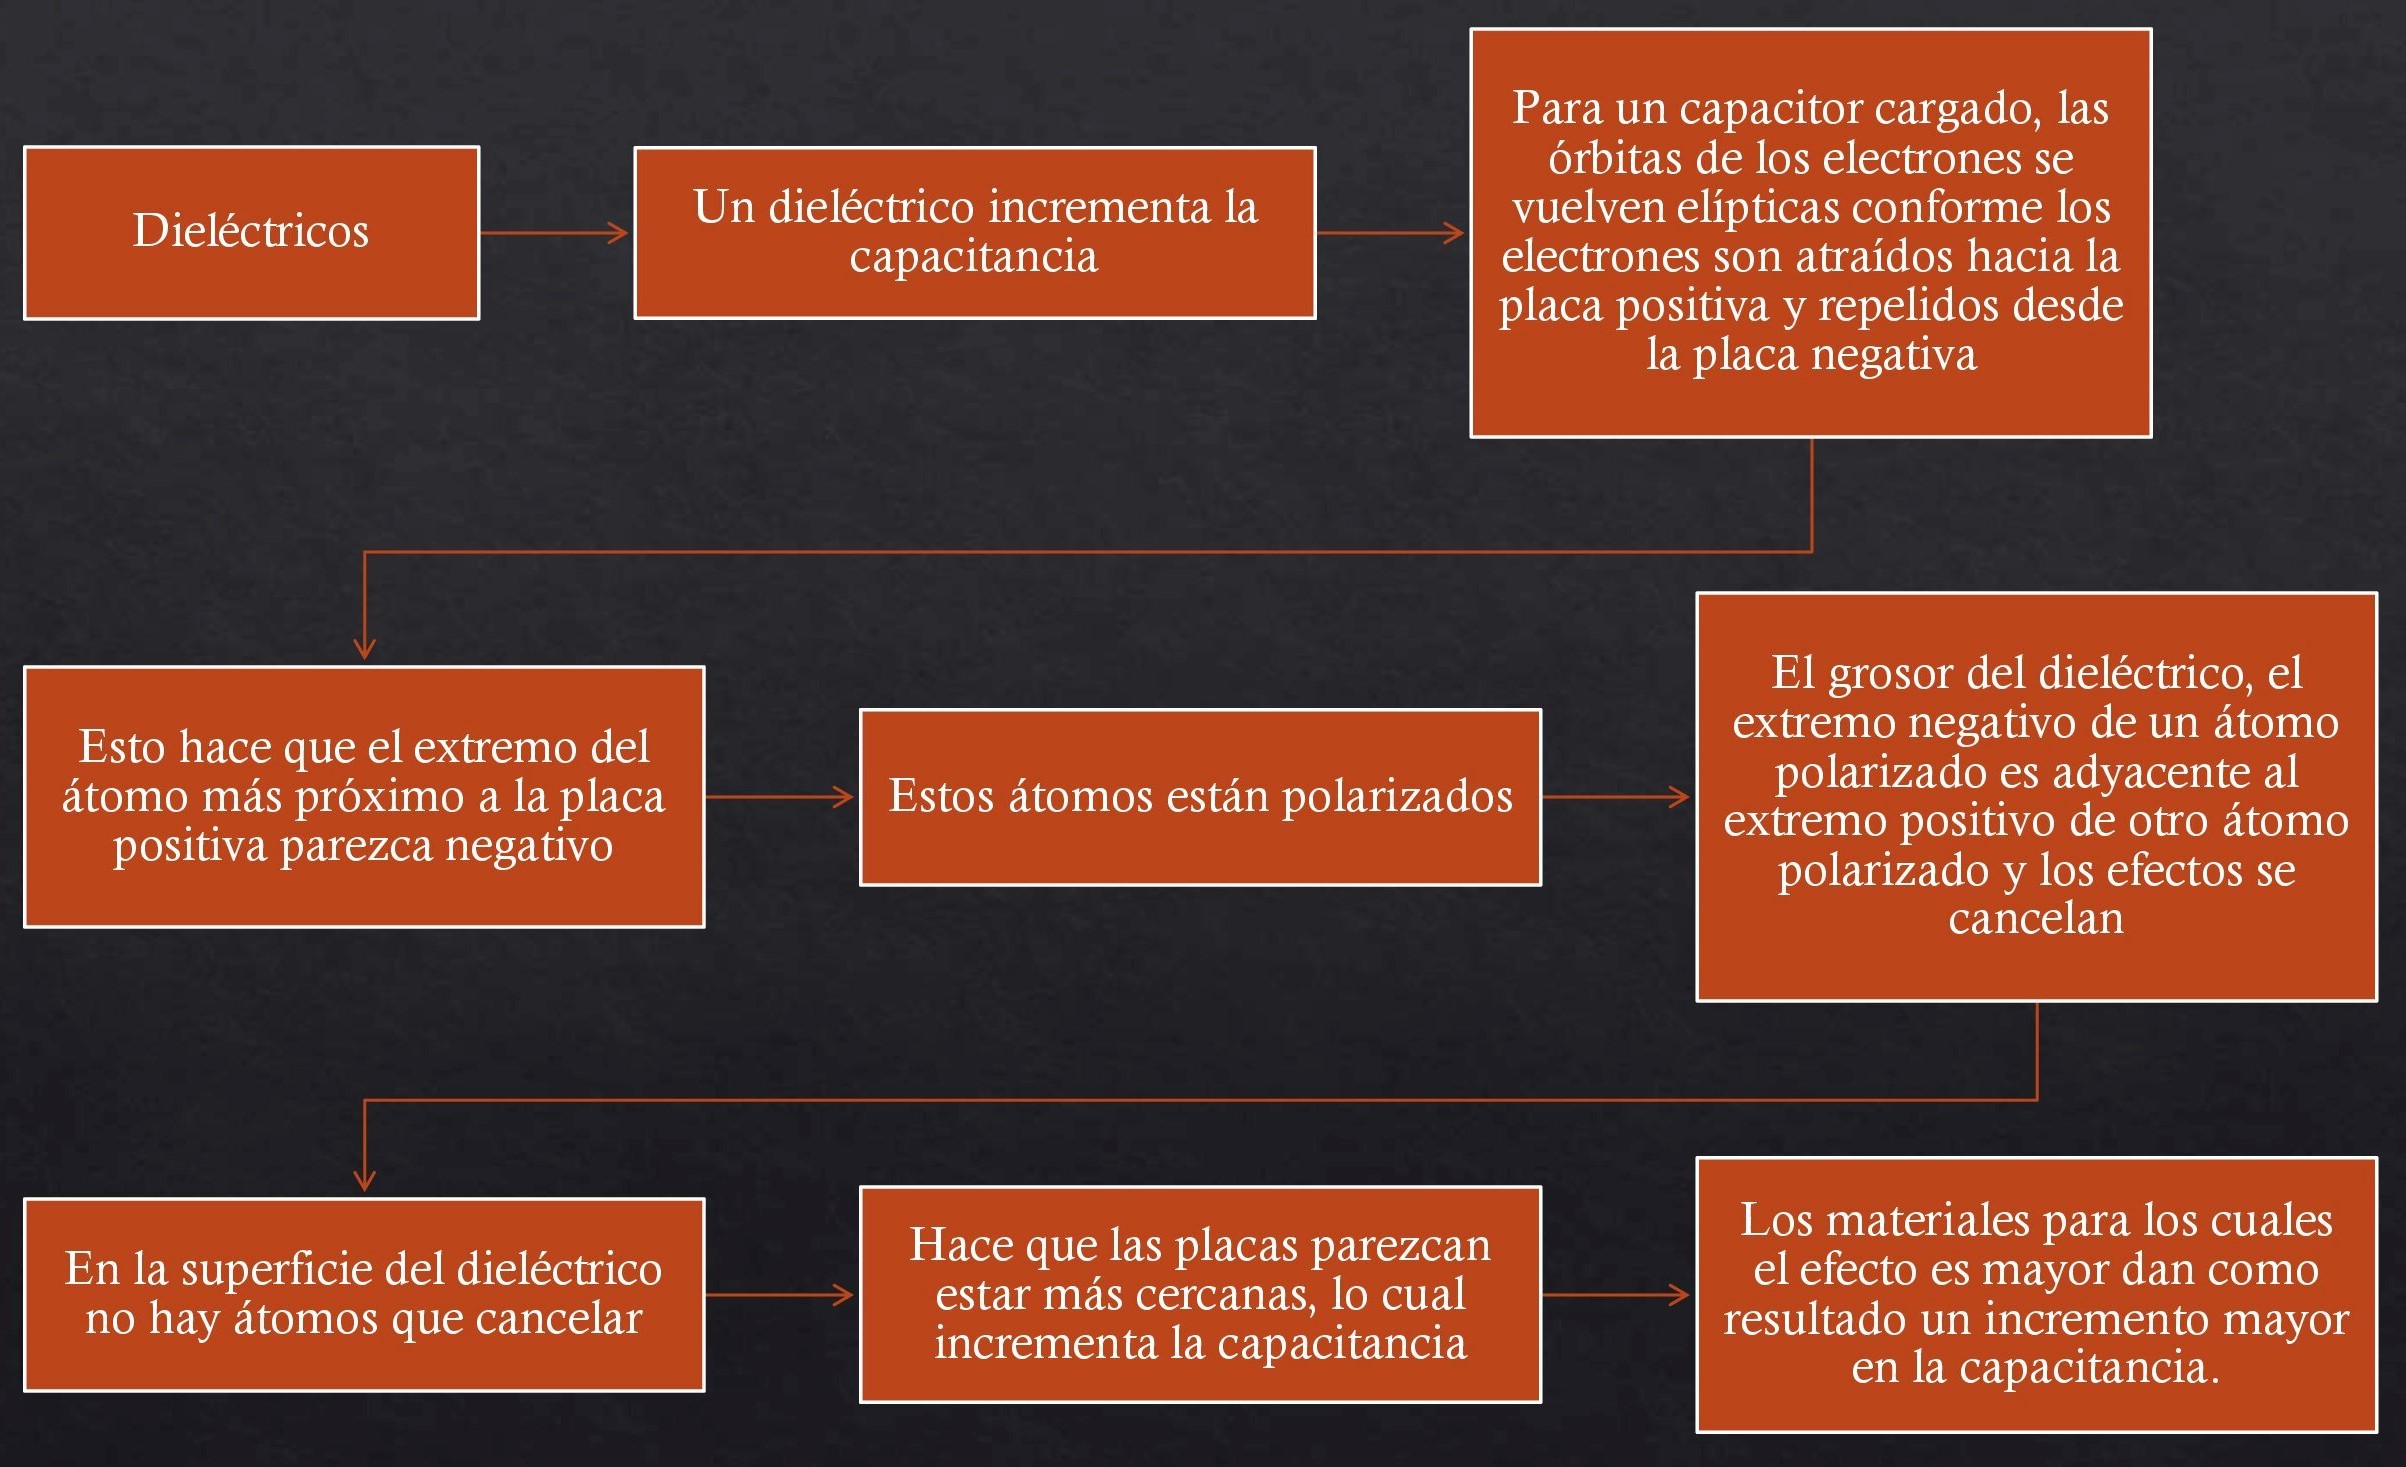 Dieléctricos
Un dieléctrico incrementa la
capacitancia
Para un capacitor cargado, las
órbitas de los electrones se
vuelven elípticas conforme los
electrones son atraídos hacia la
placa positiva y repelidos desde
la placa negativa
Esto hace que el extremo del
átomo más próximo a la placa
positiva parezca negativo
Estos átomos están polarizados
El grosor del dieléctrico, el
extremo negativo de un átomo
polarizado es adyacente al
extremo positivo de otro átomo
polarizado y los efectos se
cancelan
En la superficie del dieléctrico
no hay átomos que cancelar
Hace que las placas parezcan
estar más cercanas, lo cual
incrementa la capacitancia
Los materiales para los cuales
el efecto es mayor dan como
resultado un incremento mayor
en la capacitancia.